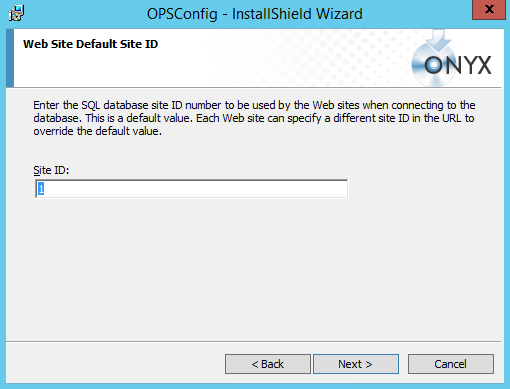 OPSConfig - InstallShield Wizard
x
Web Site Default Site ID
ONYX
Enter the SQL database site ID number to be used by the Web sites when connecting to the
database. This is a default value. Each Web site can specify a different site ID in the URL to
override the default value.
Site ID:
1
< Back
Next >
Cancel